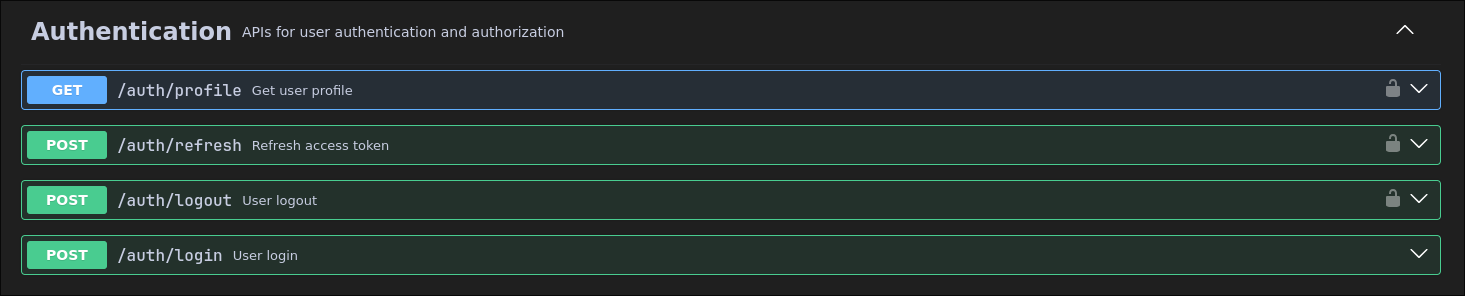 Authentication APIs for user authentication and authorization
GET /auth/profile Get user profile
POST /auth/refresh Refresh access token
POST /auth/logout User logout
POST /auth/login User login